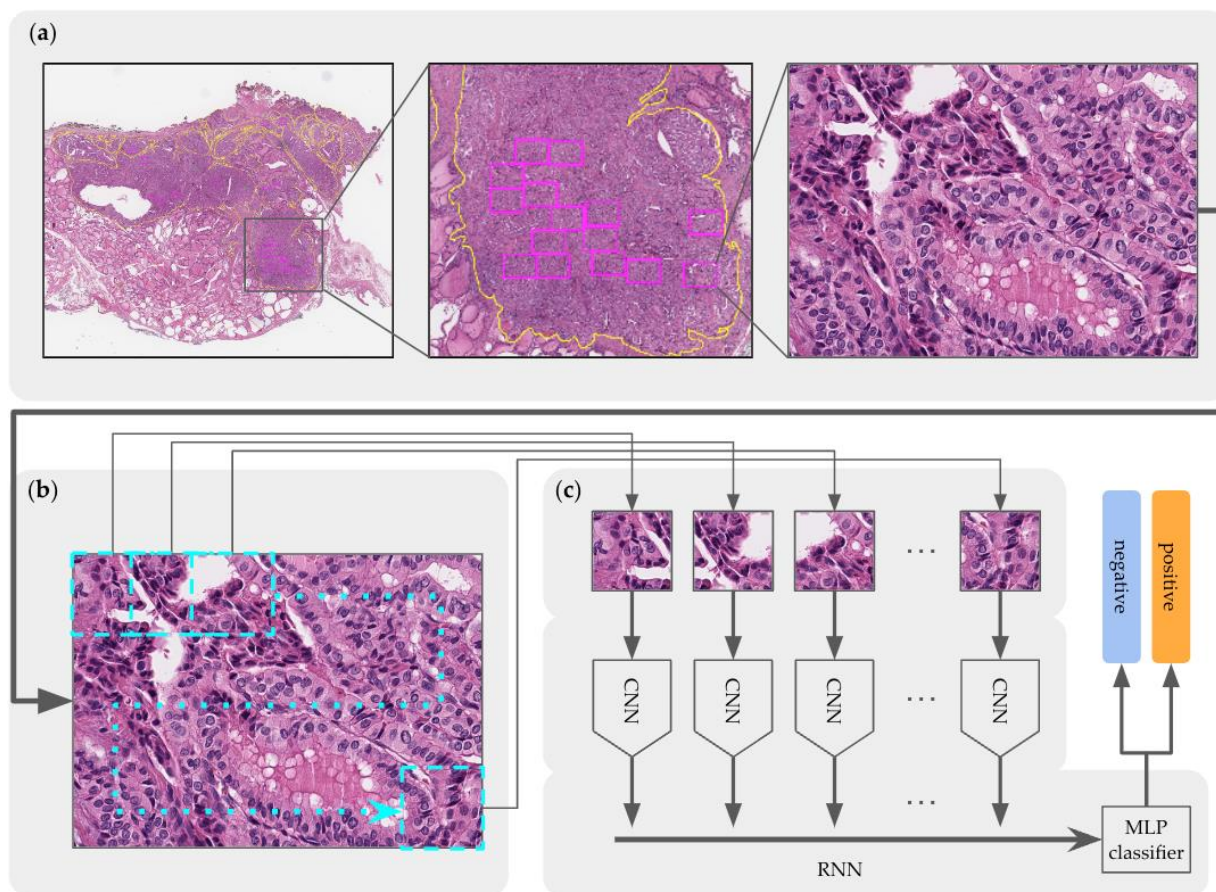 (a)
(b)
(c)
...
negative
positive
CNN
CNN
CNN
...
CNN
...
RNN
MLP
classifier